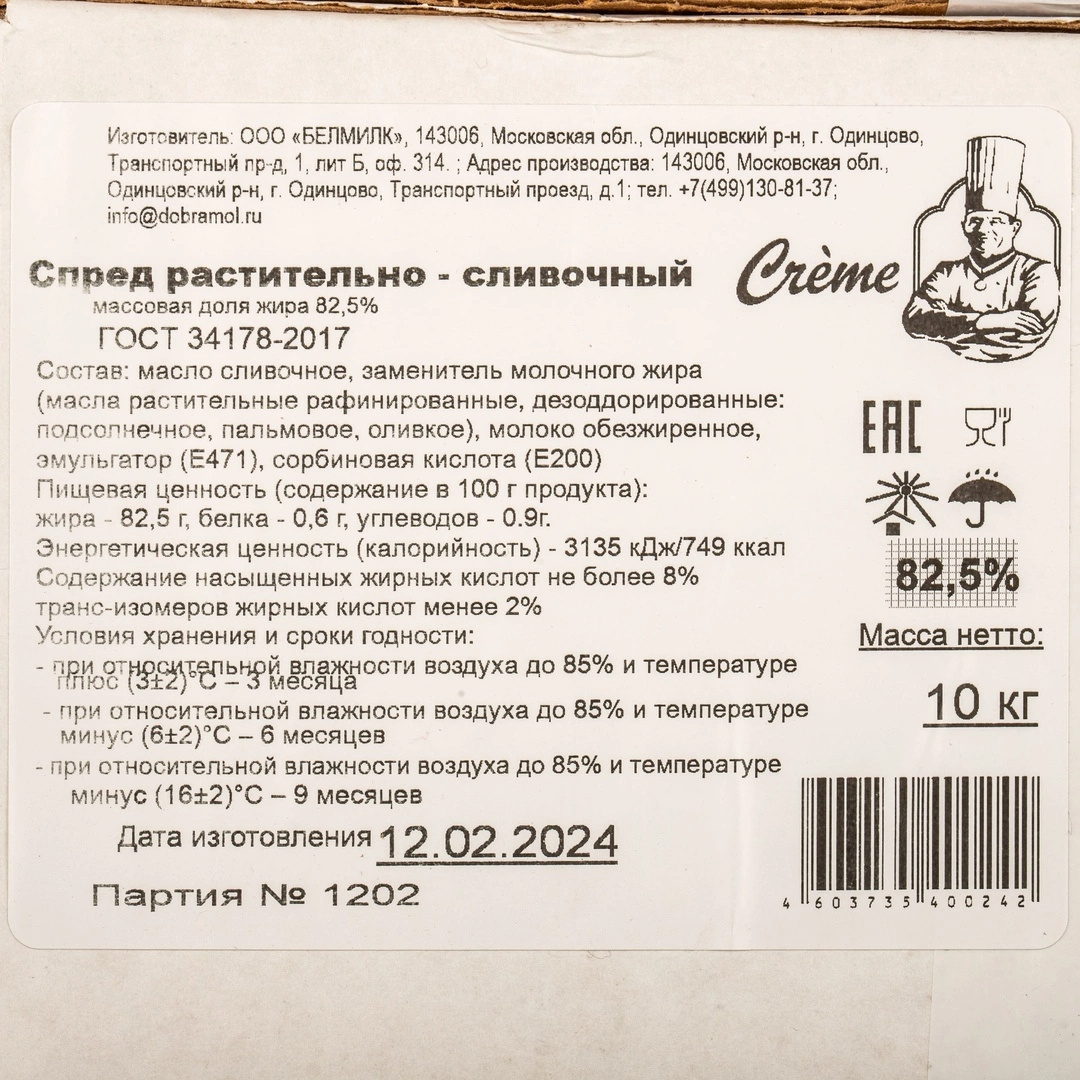 Изготовитель: ООО «БЕЛМИЛК», 143006, Московская обл., Одинцовский р-н, г. Одинцово,
Транспортный пр-д, 1, лит Б, оф. 314. ; Адрес производства: 143006, Московская обл.,
Одинцовский р-н, г. Одинцово, Транспортный проезд, д.1; тел. +7(499)130-81-37;
info@dobramol.ru
Спред растительно - сливочный
Crème
массовая доля жира 82,5%
ГОСТ 34178-2017
Состав: масло сливочное, заменитель молочного жира
(масла растительные рафинированные, дезоддорированные:
подсолнечное, пальмовое, оливкое), молоко обезжиренное,
эмульгатор (Е471), сорбиновая кислота (Е200)
Пищевая ценность (содержание в 100 г продукта):
жира - 82,5 г, белка - 0,6 г, углеводов - 0.9г.
Энергетическая ценность (калорийность) - 3135 кДж/749 ккал
Содержание насыщенных жирных кислот не более 8%
транс-изомеров жирных кислот менее 2%
Условия хранения и сроки годности:
- при относительной влажности воздуха до 85% и температуре
плюс (3±2)°С – 3 месяца
- при относительной влажности воздуха до 85% и температуре
минус (6±2)°С – 6 месяцев
- при относительной влажности воздуха до 85% и температуре
минус (16±2)°С – 9 месяцев
Дата изготовления 12.02.2024
Партия № 1202
EAC
82,5%
Масса нетто:
10 кг
4 603735 400242